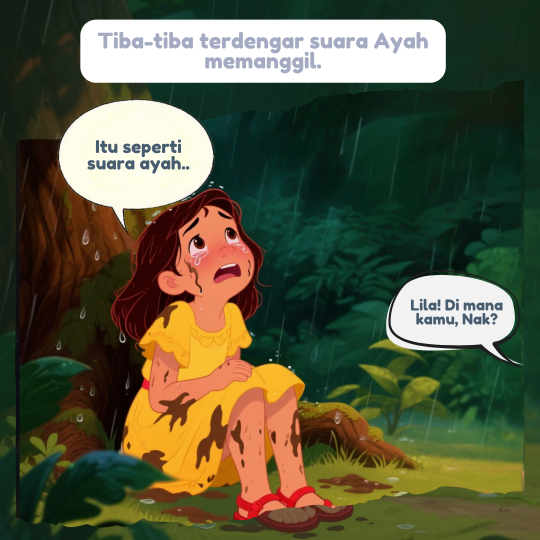 Tiba-tiba terdengar suara Ayah
memanggil.
Itu seperti
suara ayah..
Lila! Di mana
kamu, Nak?